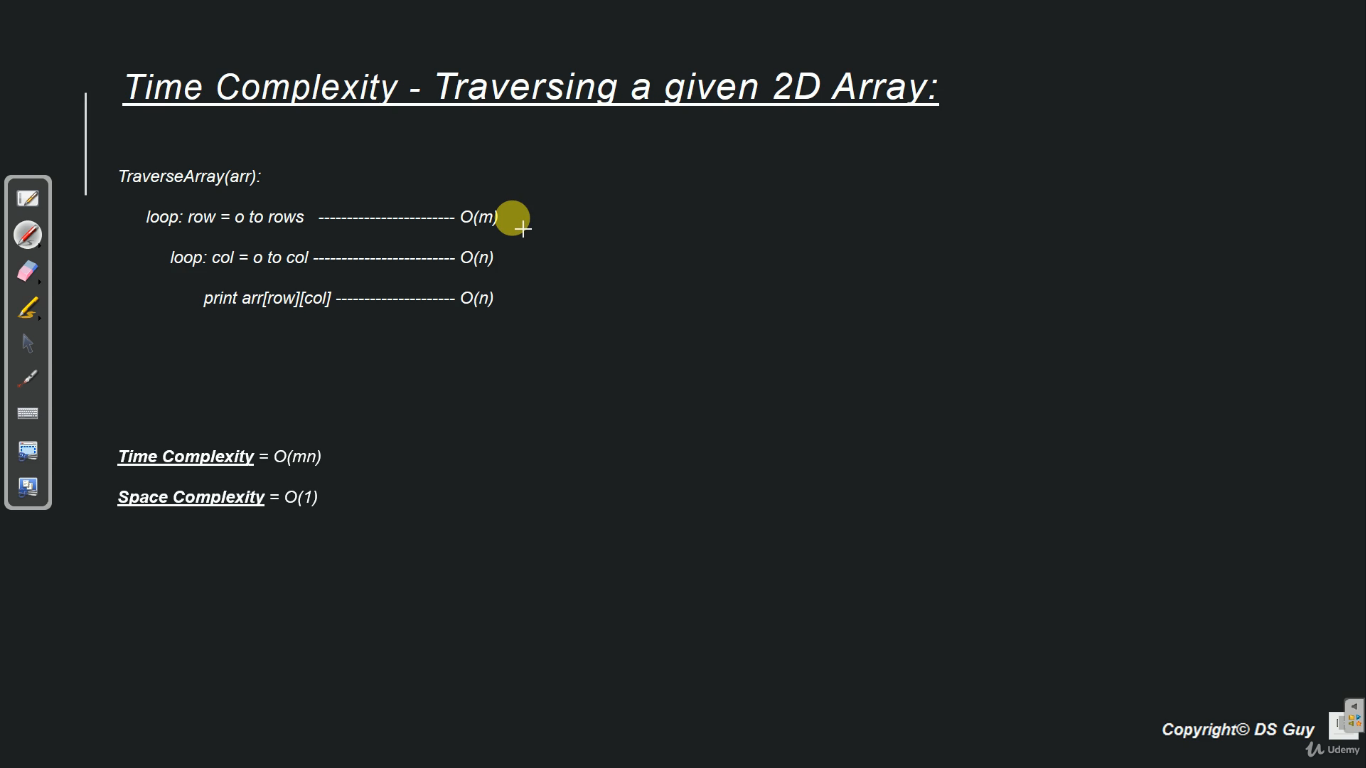 Time Complexity - Traversing a given 2D Array:
TraverseArray(arr):
loop: row = o to rows ------------------------ O(m)
loop: col = o to col ------------------------- O(n)
print arr[row][col] --------------------- O(n)
Time Complexity = O(mn)
Space Complexity = O(1)
Copyright© DS Guy
Udemy